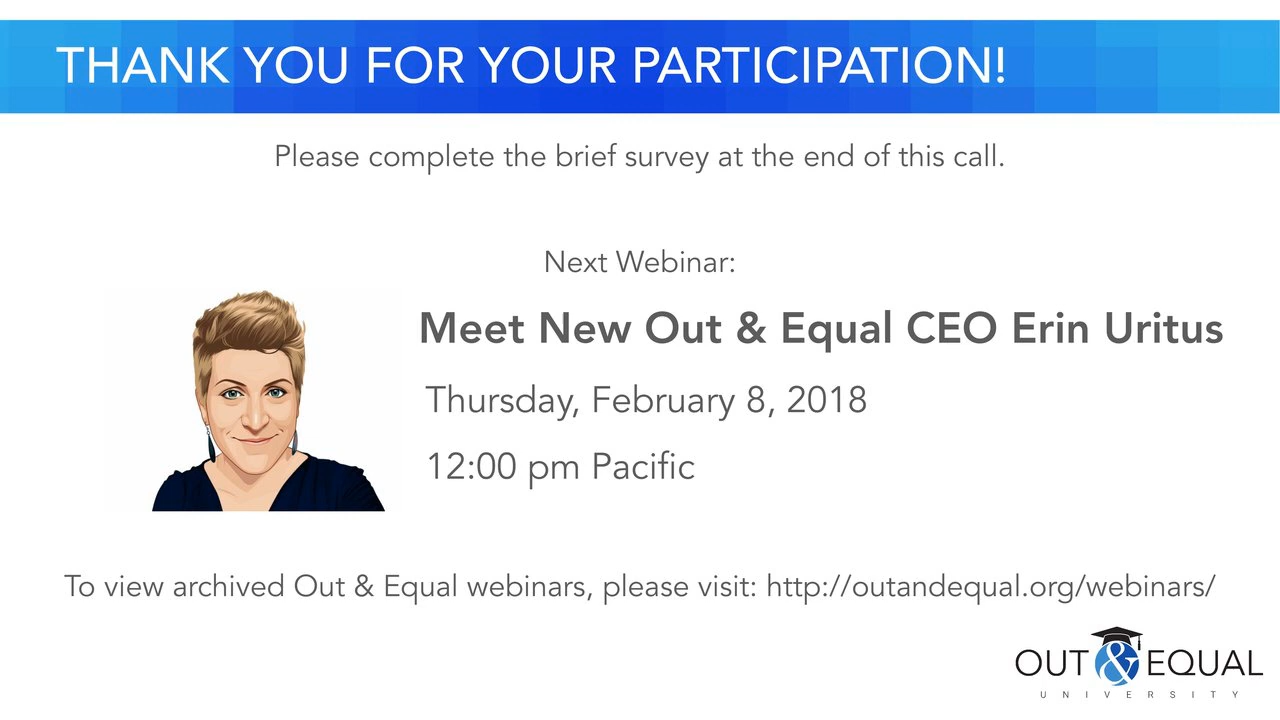 THANK YOU FOR YOUR PARTICIPATION!
Please complete the brief survey at the end of this call.
Next Webinar:
Meet New Out & Equal CEO Erin Uritus
Thursday, February 8, 2018
12:00 pm Pacific
To view archived Out & Equal webinars, please visit: http://outandequal.org/webinars/
OUT & EQUAL
UNIVERSITY